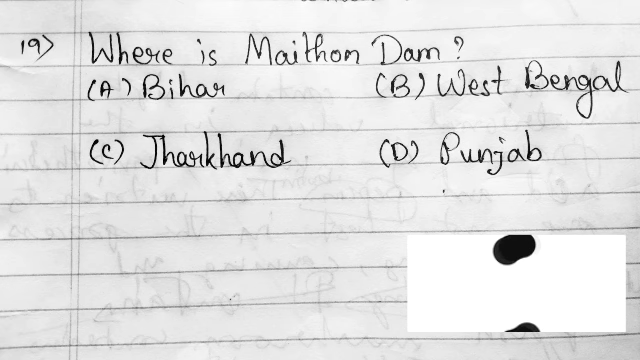 19) Where is Maithon Dam?
(A) Bihar (B) West Bengal
(C) Jharkhand (D) Punjab